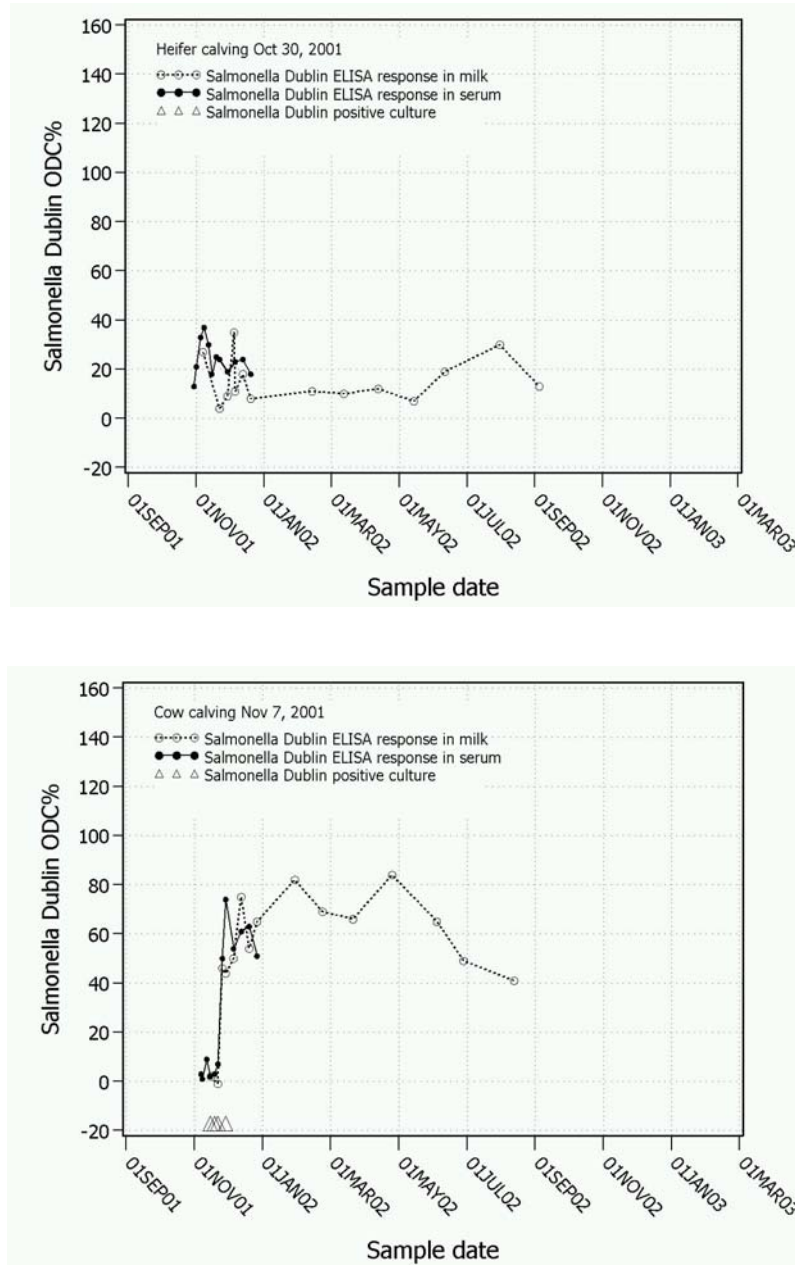 160
Heifer calving Oct 30, 2001
140
Salmonella Dublin ELISA response in milk
Salmonella Dublin ELISA response in serum
120
Salmonella Dublin positive culture
100
80
60
40
20
0
-20
Salmonella Dublin ODC%
01SEP01
01NOV01
01JAN02
01MAR02
01MAY02
01JUL02
01SEP02
01NOV02
01JAN03
01MAR03
Sample date
160
Cow calving Nov 7, 2001
140
Salmonella Dublin ELISA response in milk
Salmonella Dublin ELISA response in serum
120
Salmonella Dublin positive culture
100
80
60
40
20
0
-20
Salmonella Dublin ODC%
01SEP01
01NOV01
01JAN02
01MAR02
01MAY02
01JUL02
01SEP02
01NOV02
01JAN03
01MAR03
Sample date